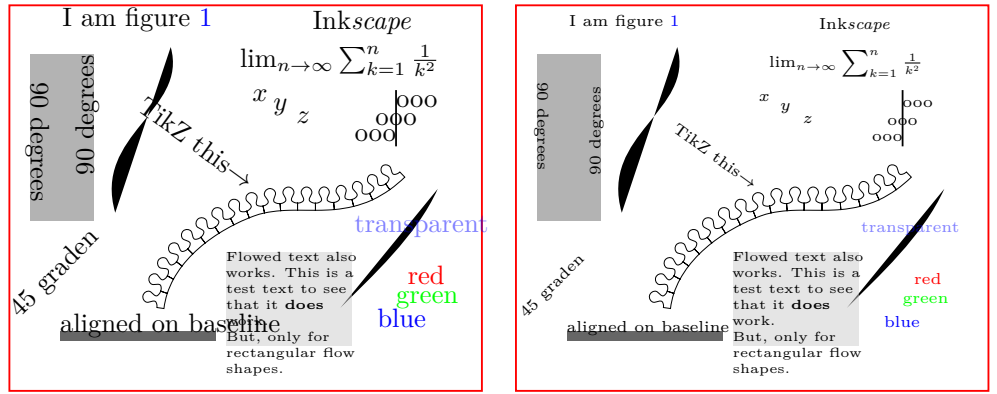 I am figure 1
Inkscape
lim_{n→∞} ∑_{k=1}^{n} 1/k²
90 degrees
90 degrees
x y z
ooo
ooo
ooo
TikZ this→
transparent
45 graden
Flowed text also
works. This is a
test text to see
that it does
work.
But, only for
rectangular flow
shapes.
red
green
blue
aligned on baseline
I am figure 1
Inkscape
lim_{n→∞} ∑_{k=1}^{n} 1/k²
90 degrees
90 degrees
x y z
ooo
ooo
ooo
TikZ this→
transparent
45 graden
Flowed text also
works. This is a
test text to see
that it does
work.
But, only for
rectangular flow
shapes.
red
green
blue
aligned on baseline